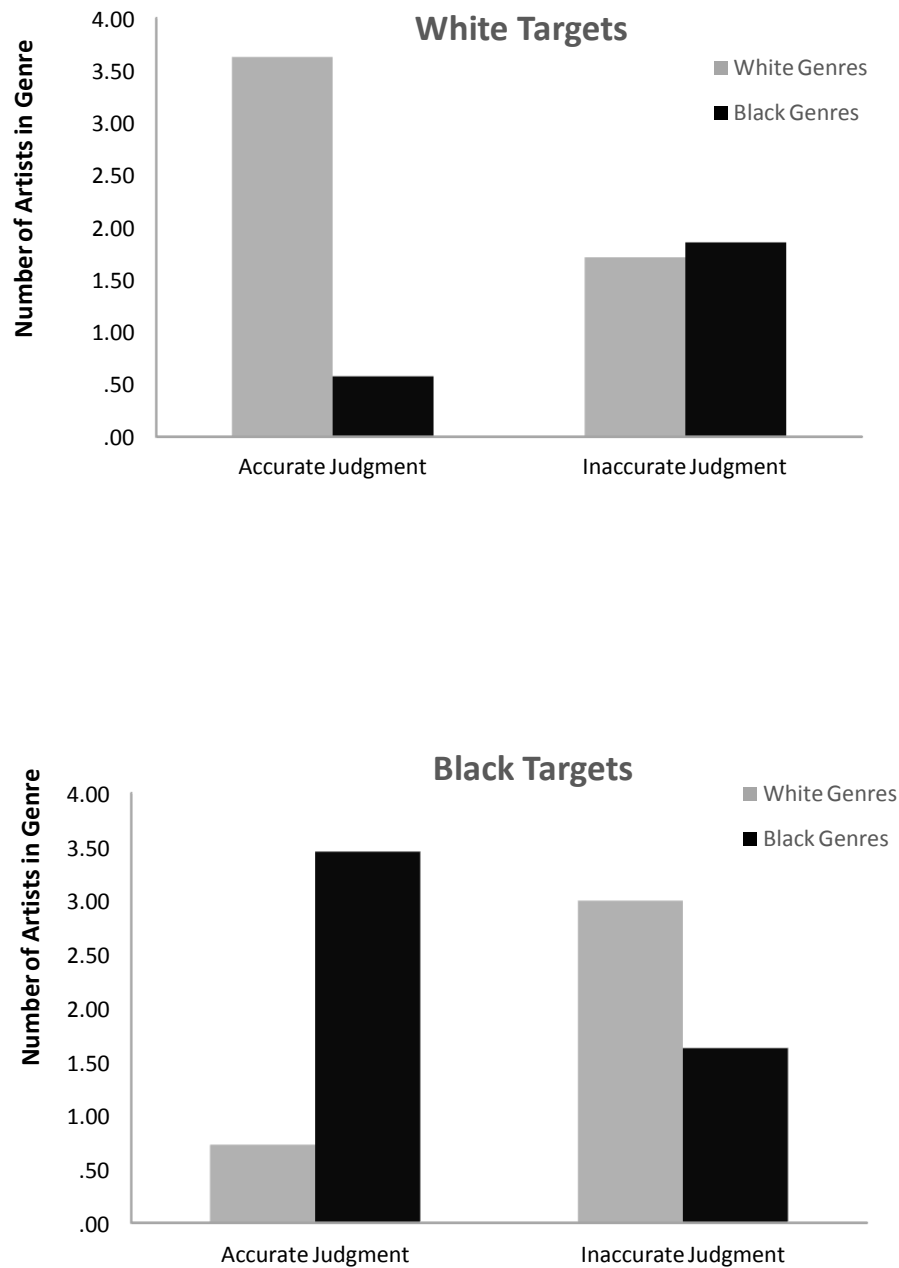 White Targets
Number of Artists in Genre
4.00
3.50
3.00
2.50
2.00
1.50
1.00
.50
.00
White Genres
Black Genres
Accurate Judgment
Inaccurate Judgment
Black Targets
Number of Artists in Genre
4.00
3.50
3.00
2.50
2.00
1.50
1.00
.50
.00
White Genres
Black Genres
Accurate Judgment
Inaccurate Judgment